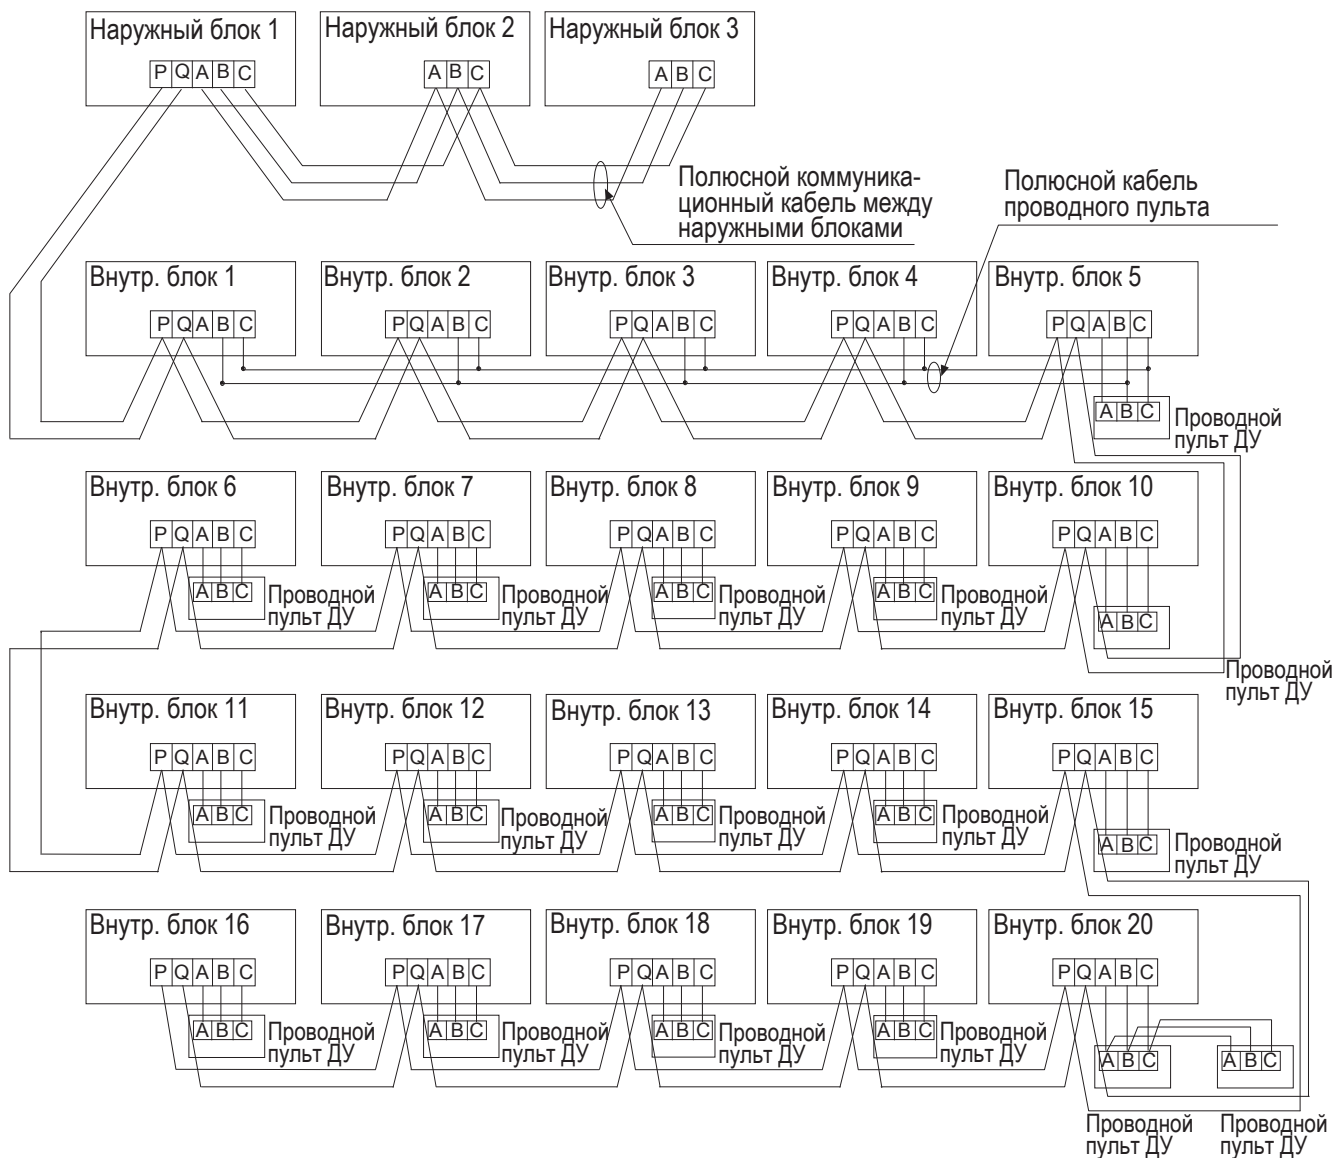 Наружный блок 1
Наружный блок 2
Наружный блок 3
P Q A B C
A B C
A B C
Полюсной коммуника-
ционный кабель между
наружными блоками
Полюсной кабель
проводного пульта
Внутр. блок 1
Внутр. блок 2
Внутр. блок 3
Внутр. блок 4
Внутр. блок 5
P Q A B C
P Q A B C
P Q A B C
P Q A B C
P Q A B C
A B C
Проводной
пульт ДУ
Внутр. блок 6
Внутр. блок 7
Внутр. блок 8
Внутр. блок 9
Внутр. блок 10
P Q A B C
P Q A B C
P Q A B C
P Q A B C
P Q A B C
A B C
Проводной
пульт ДУ
A B C
Проводной
пульт ДУ
A B C
Проводной
пульт ДУ
A B C
Проводной
пульт ДУ
A B C
Проводной
пульт ДУ
Внутр. блок 11
Внутр. блок 12
Внутр. блок 13
Внутр. блок 14
Внутр. блок 15
P Q A B C
P Q A B C
P Q A B C
P Q A B C
P Q A B C
A B C
Проводной
пульт ДУ
A B C
Проводной
пульт ДУ
A B C
Проводной
пульт ДУ
A B C
Проводной
пульт ДУ
A B C
Проводной
пульт ДУ
Внутр. блок 16
Внутр. блок 17
Внутр. блок 18
Внутр. блок 19
Внутр. блок 20
P Q A B C
P Q A B C
P Q A B C
P Q A B C
P Q A B C
A B C
Проводной
пульт ДУ
A B C
Проводной
пульт ДУ
A B C
Проводной
пульт ДУ
A B C
Проводной
пульт ДУ
A B C
A B C
Проводной
пульт ДУ
Проводной
пульт ДУ